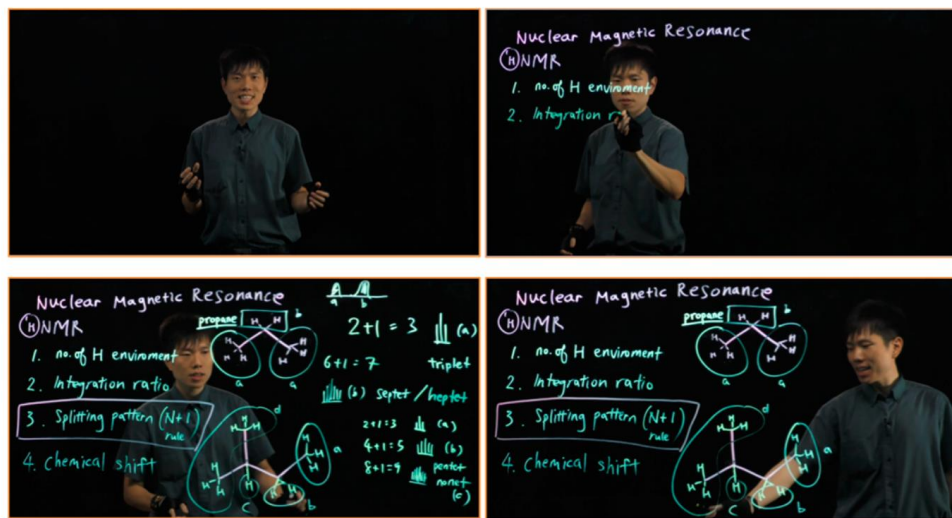 Nuclear Magnetic Resonance
¹H NMR
1. no. of H enviroment
2. Integration r
Nuclear Magnetic Resonance
¹H NMR
1. no. of H enviroment
2. Integration ratio
3. Splitting pattern (N+1)
rule
4. Chemical shift
propane
H H
b
H H
H H
H H
a a
a b
2+1 = 3 (a)
6+1 = 7 triplet
(b) septet / heptet
2+1=3 (a)
4+1=5 (b)
8+1=9 pentet
nonet
(c)
d
H H
H
H
H H
H
H
H
H
a
H H
b
c
Nuclear Magnetic Resonance
¹H NMR
1. no. of H enviroment
2. Integration ratio
3. Splitting pattern (N+1)
rule
4. Chemical shift
propane
H H
b
H H
H H
H H
a a
d
H H
H
H
H H
H
H
H
H
a
H H
b
c